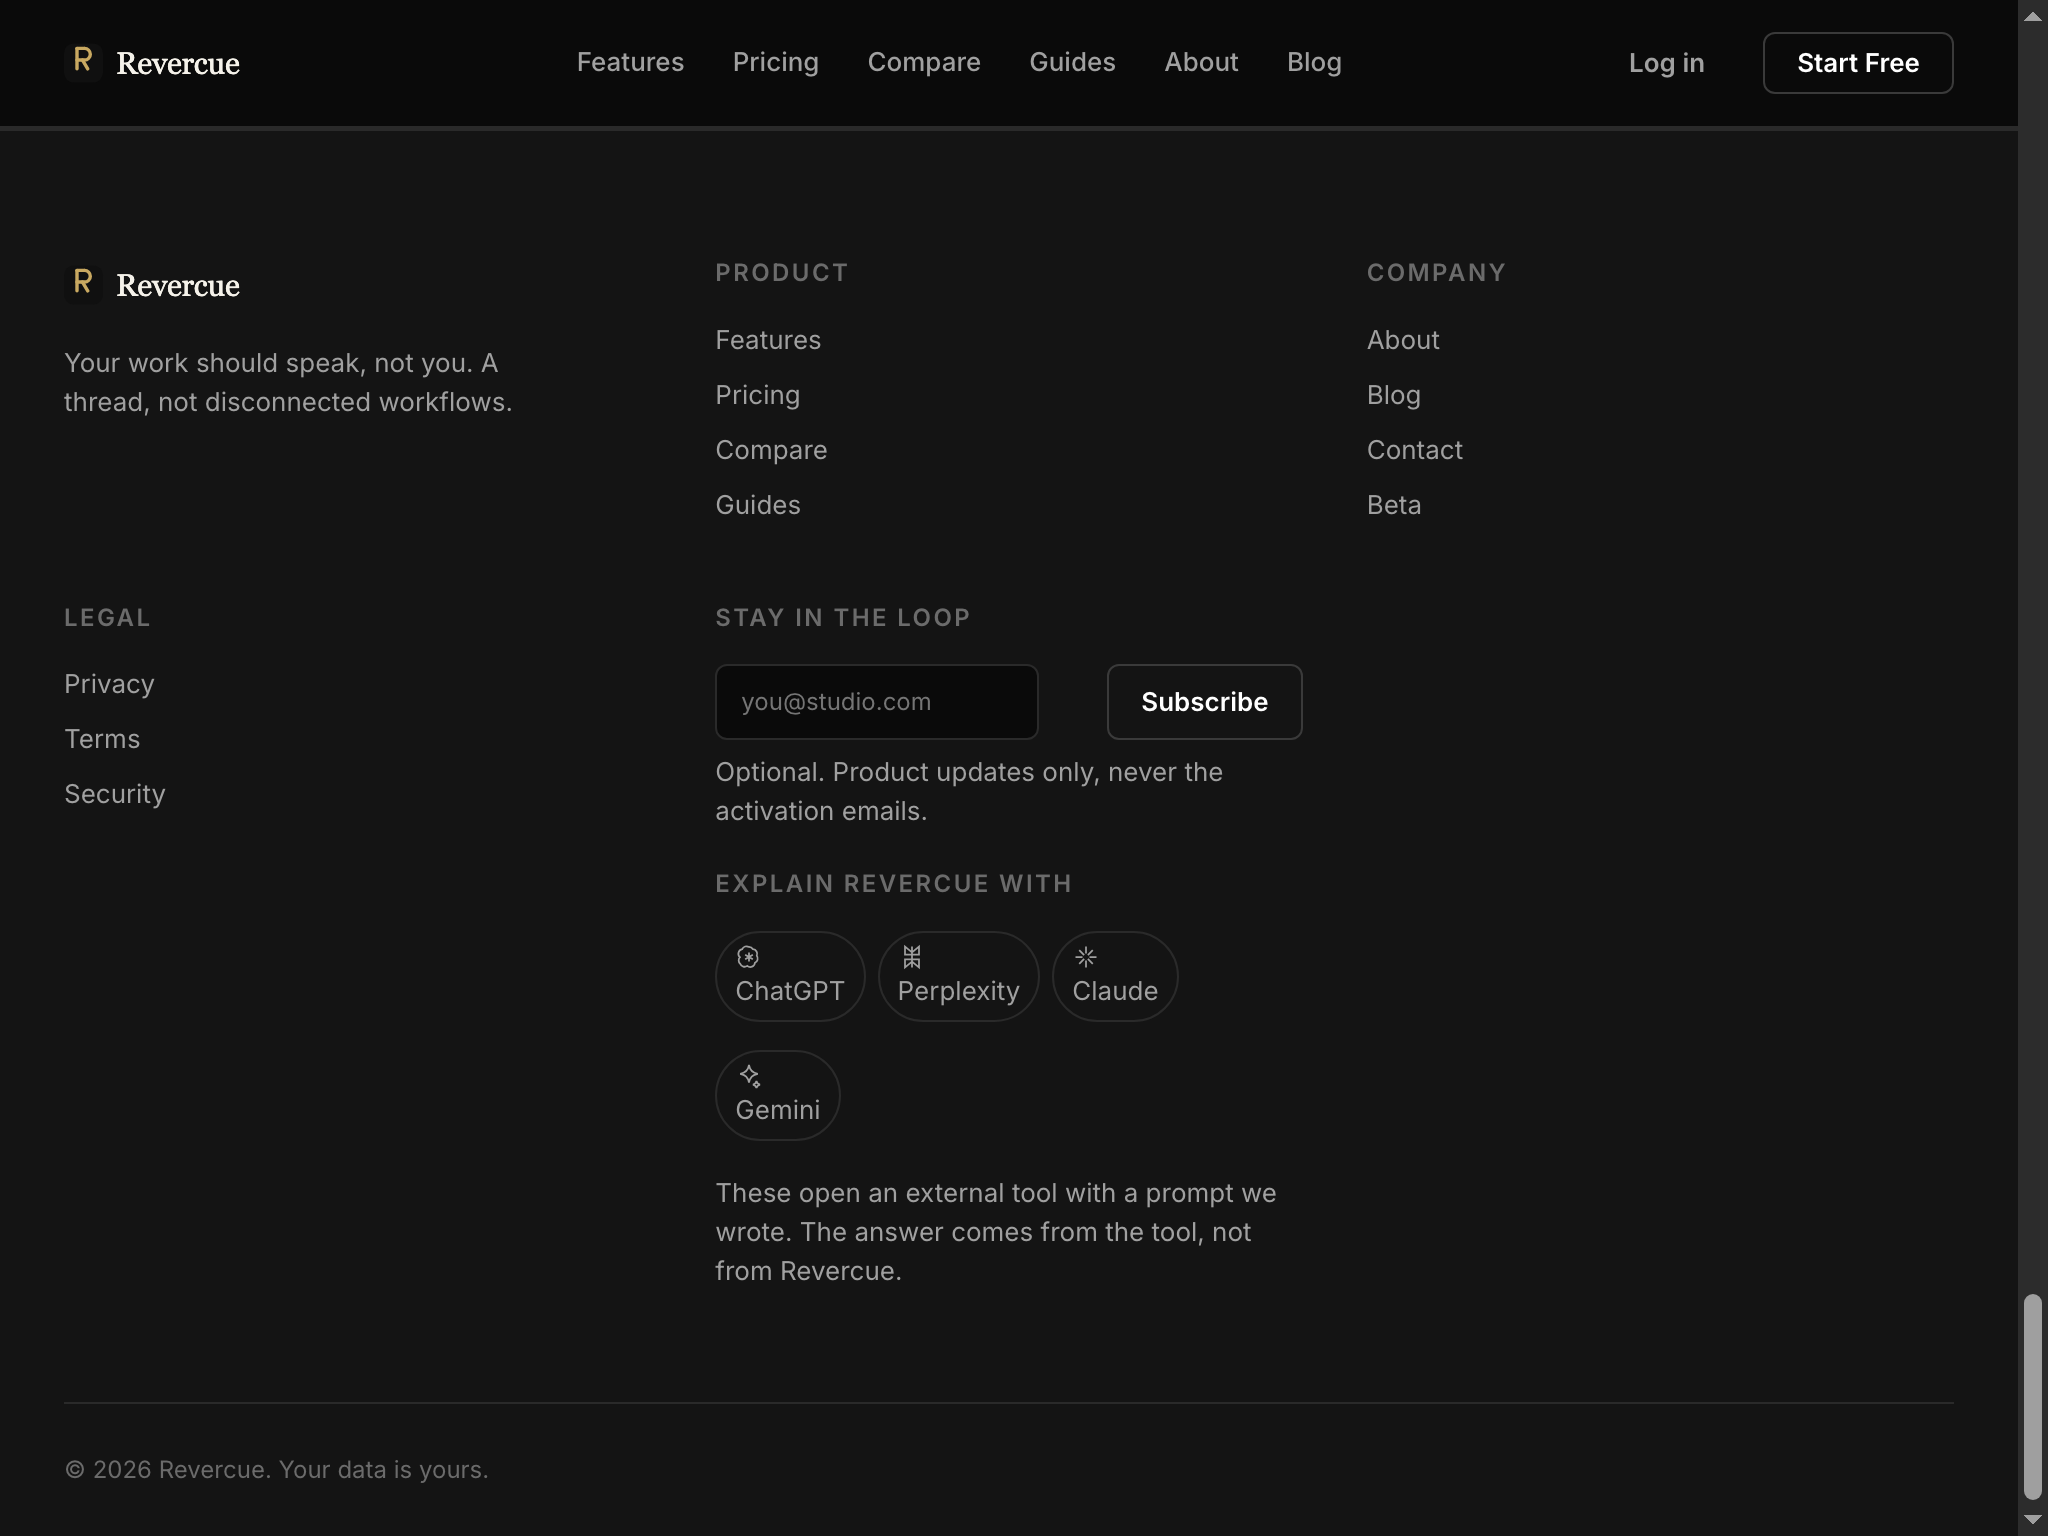 R Revercue
Features Pricing Compare Guides About Blog
Log in Start Free
R Revercue
Your work should speak, not you. A
thread, not disconnected workflows.
PRODUCT
Features
Pricing
Compare
Guides
COMPANY
About
Blog
Contact
Beta
LEGAL
Privacy
Terms
Security
STAY IN THE LOOP
you@studio.com Subscribe
Optional. Product updates only, never the
activation emails.
EXPLAIN REVERCUE WITH
ChatGPT Perplexity Claude
Gemini
These open an external tool with a prompt we
wrote. The answer comes from the tool, not
from Revercue.
© 2026 Revercue. Your data is yours.